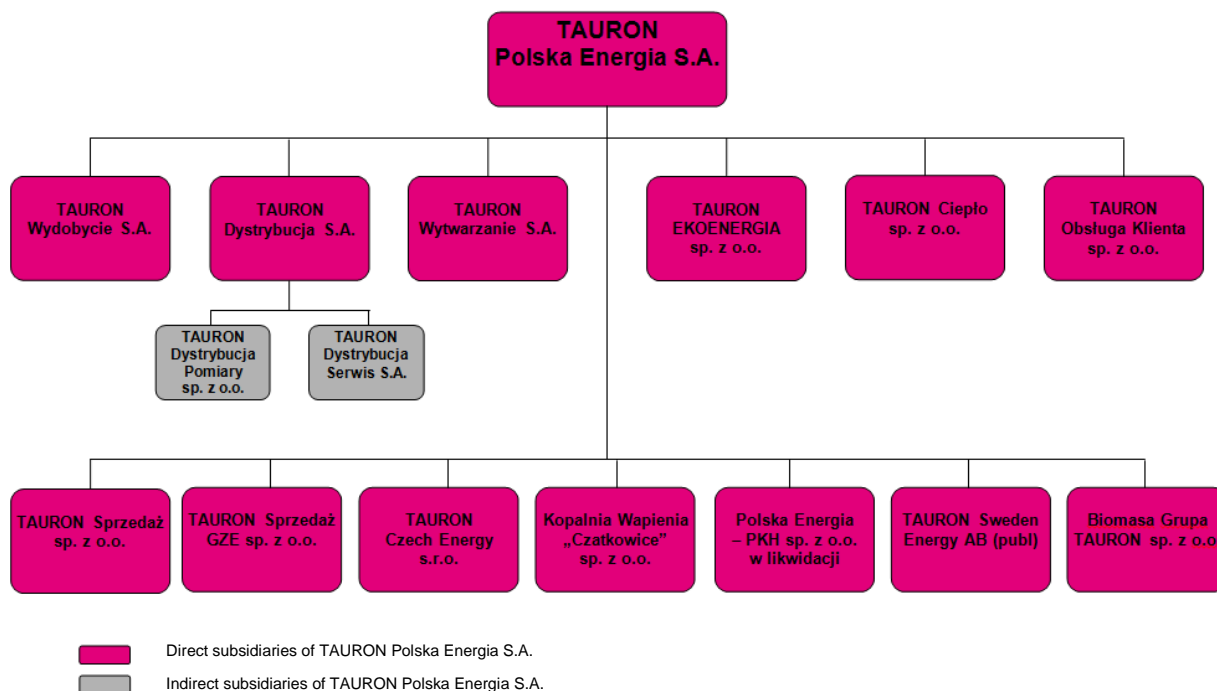 TAURON
Polska Energia S.A.
TAURON
Wydobycie S.A.
TAURON
Dystrybucja S.A.
TAURON
Wytwarzanie S.A.
TAURON
EKOENERGIA
sp. z o.o.
TAURON Ciepło
sp. z o.o.
TAURON
Obsługa Klienta
sp. z o.o.
TAURON
Dystrybucja
Pomiary
sp. z o.o.
TAURON
Dystrybucja
Serwis S.A.
TAURON Sprzedaż
sp. z o.o.
TAURON Sprzedaż
GZE sp. z o.o.
TAURON
Czech Energy
s.r.o.
Kopalnia Wapienia
„Czatkowice”
sp. z o.o.
Polska Energia
– PKH sp. z o.o.
w likwidacji
TAURON Sweden
Energy AB (publ)
Biomasa Grupa
TAURON sp. z o.o
Direct subsidiaries of TAURON Polska Energia S.A.
Indirect subsidiaries of TAURON Polska Energia S.A.